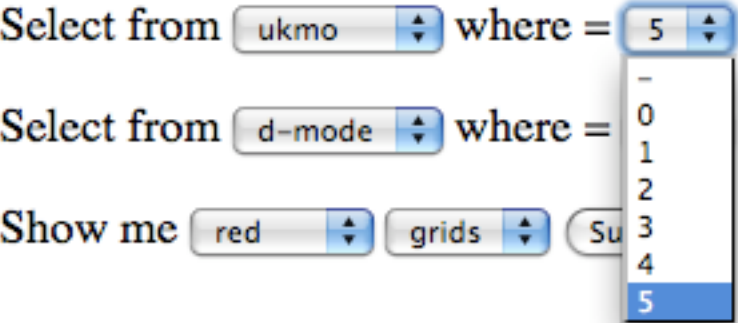 Select from ukmo where = 5
–
0
Select from d-mode where =
1
2
Show me red grids Su
3
4
5